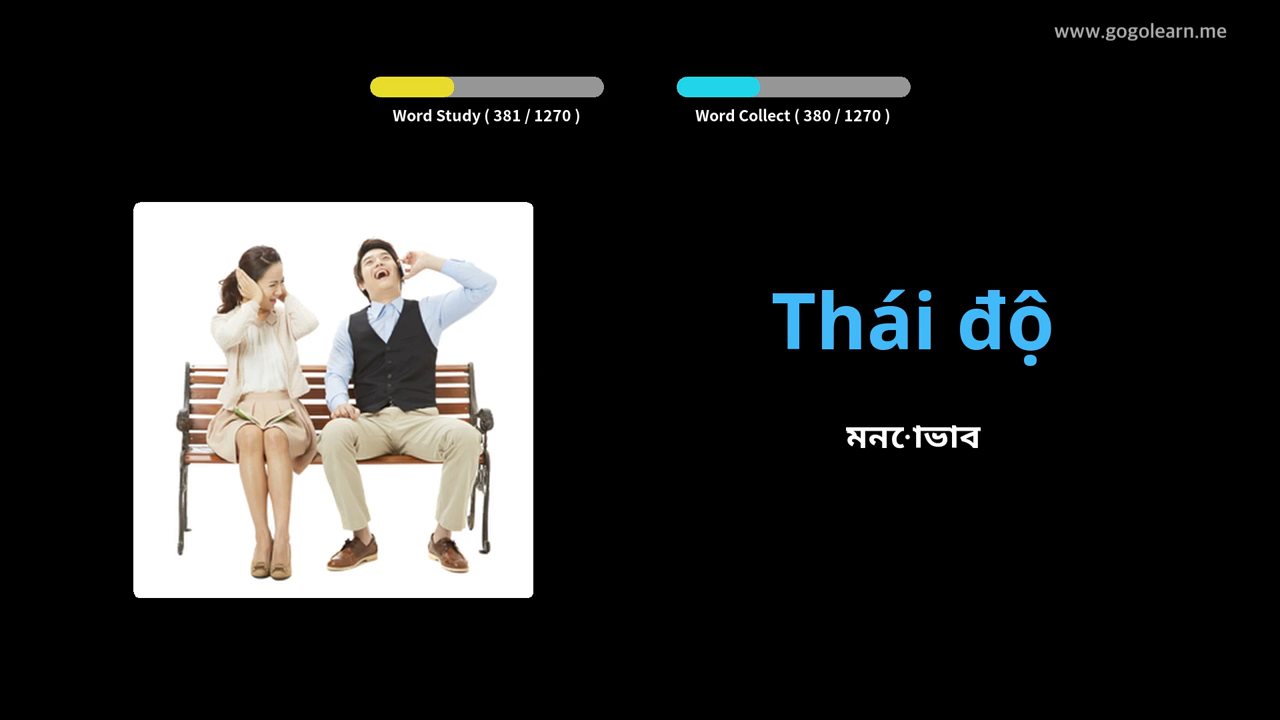 www.gogolearn.me
Word Study ( 381 / 1270 )
Word Collect ( 380 / 1270 )
Thái độ
মনোভাব